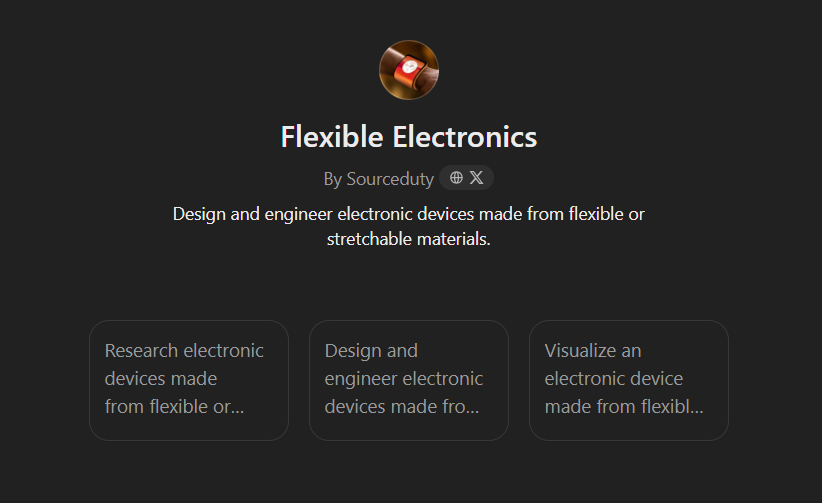 Flexible Electronics
By Sourceduty
Design and engineer electronic devices made from flexible or
stretchable materials.
Research electronic
devices made
from flexible or...
Design and
engineer electronic
devices made fro...
Visualize an
electronic device
made from flexibl...